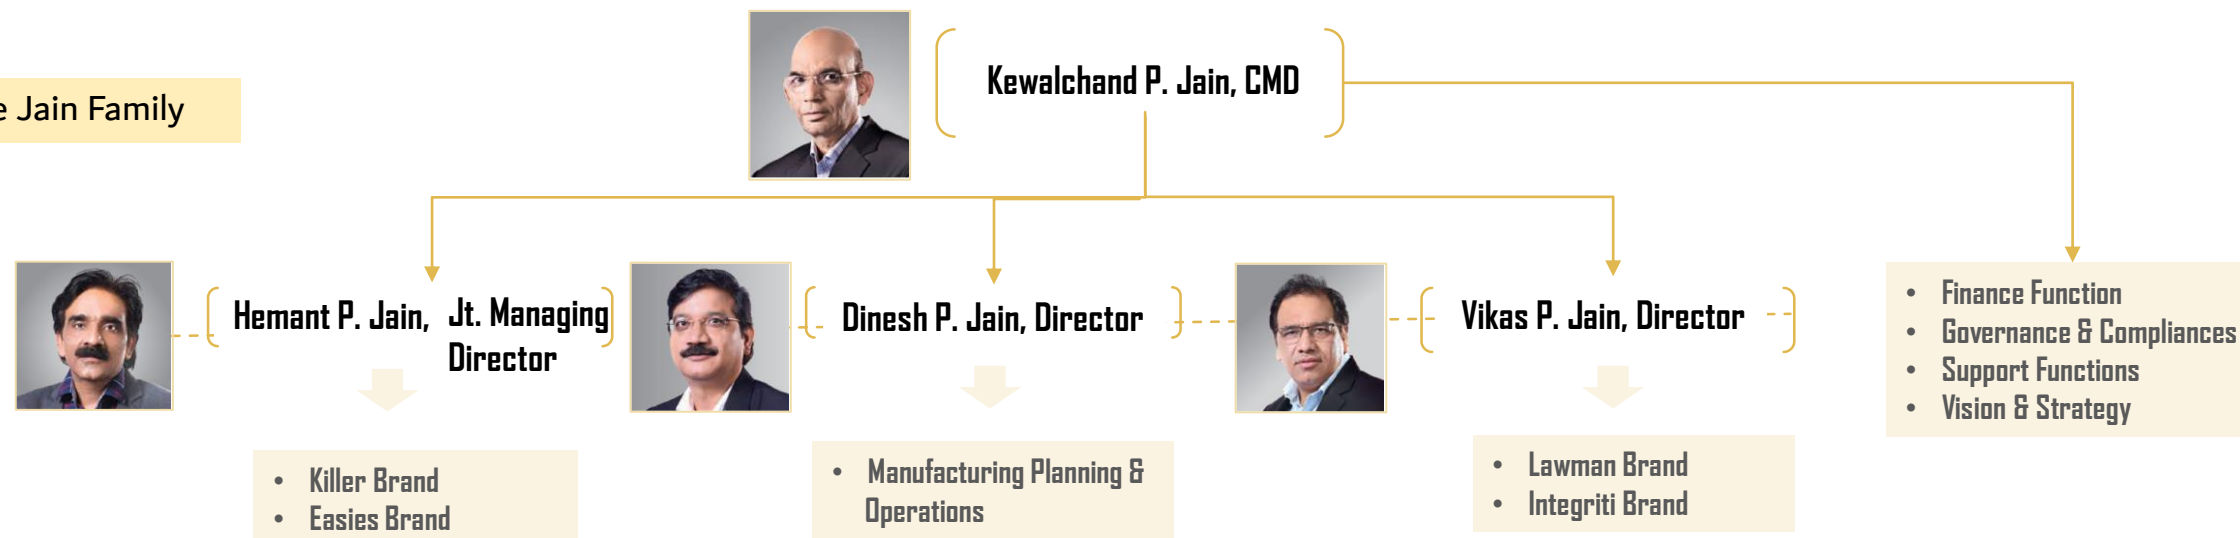 Kewalchand P. Jain, CMD
e Jain Family
Hemant P. Jain, Jt. Managing
Director
Dinesh P. Jain, Director
Vikas P. Jain, Director
• Finance Function
• Governance & Compliances
• Support Functions
• Vision & Strategy
• Killer Brand
• Easies Brand
• Manufacturing Planning &
Operations
• Lawman Brand
• Integriti Brand